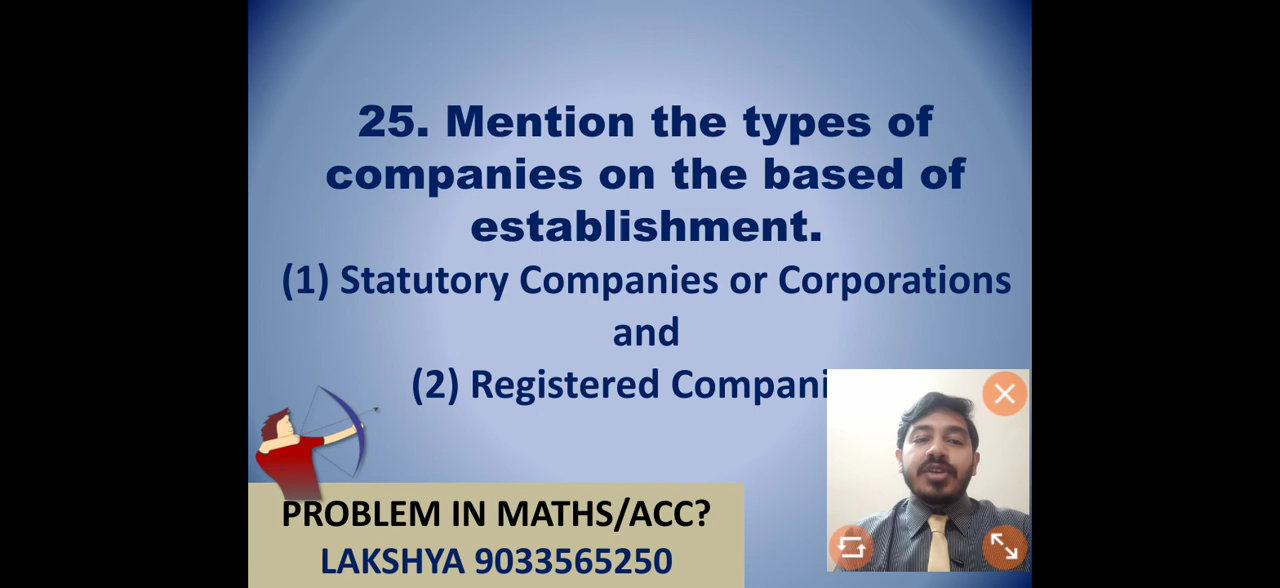 25. Mention the types of
companies on the based of
establishment.
(1) Statutory Companies or Corporations
and
(2) Registered Compani
PROBLEM IN MATHS/ACC?
LAKSHYA 9033565250